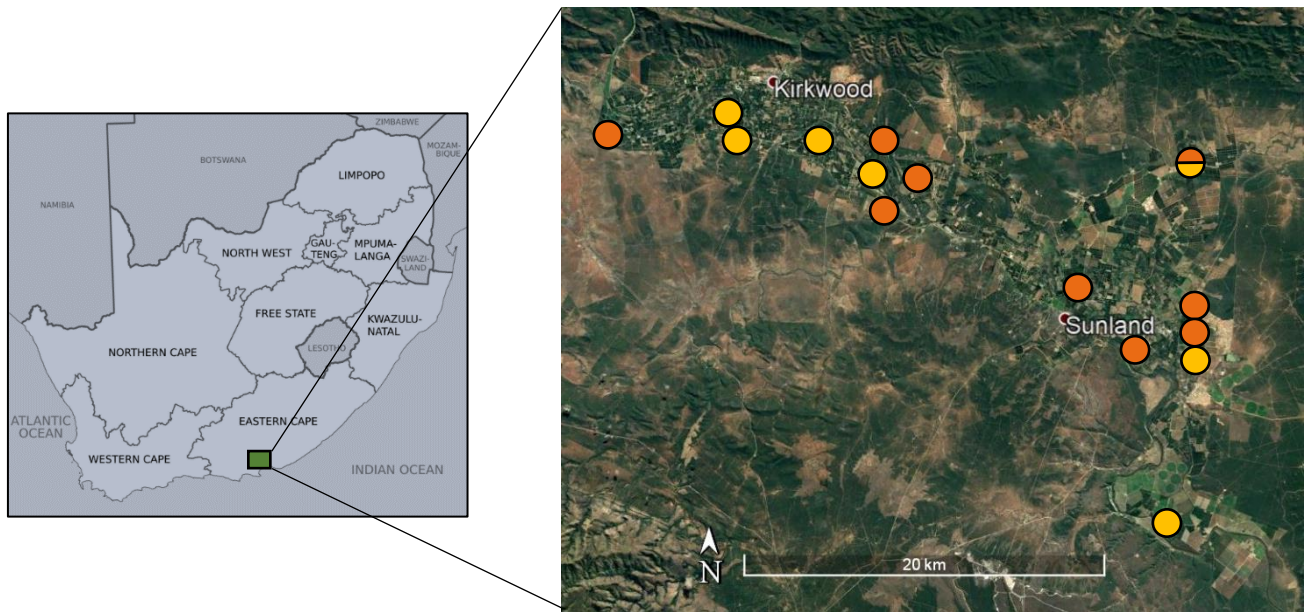 ZIMBABWE
BOTSWANA
MOZAM-
BIQUE
LIMPOPO
NAMIBIA
NORTH WEST
GAU-
TENG
MPUMA-
LANGA
SWAZI-
LAND
FREE STATE
KWAZULU-
NATAL
LESOTHO
NORTHERN CAPE
ATLANTIC
OCEAN
EASTERN CAPE
WESTERN CAPE
INDIAN OCEAN
Kirkwood
Sunland
N
20 km